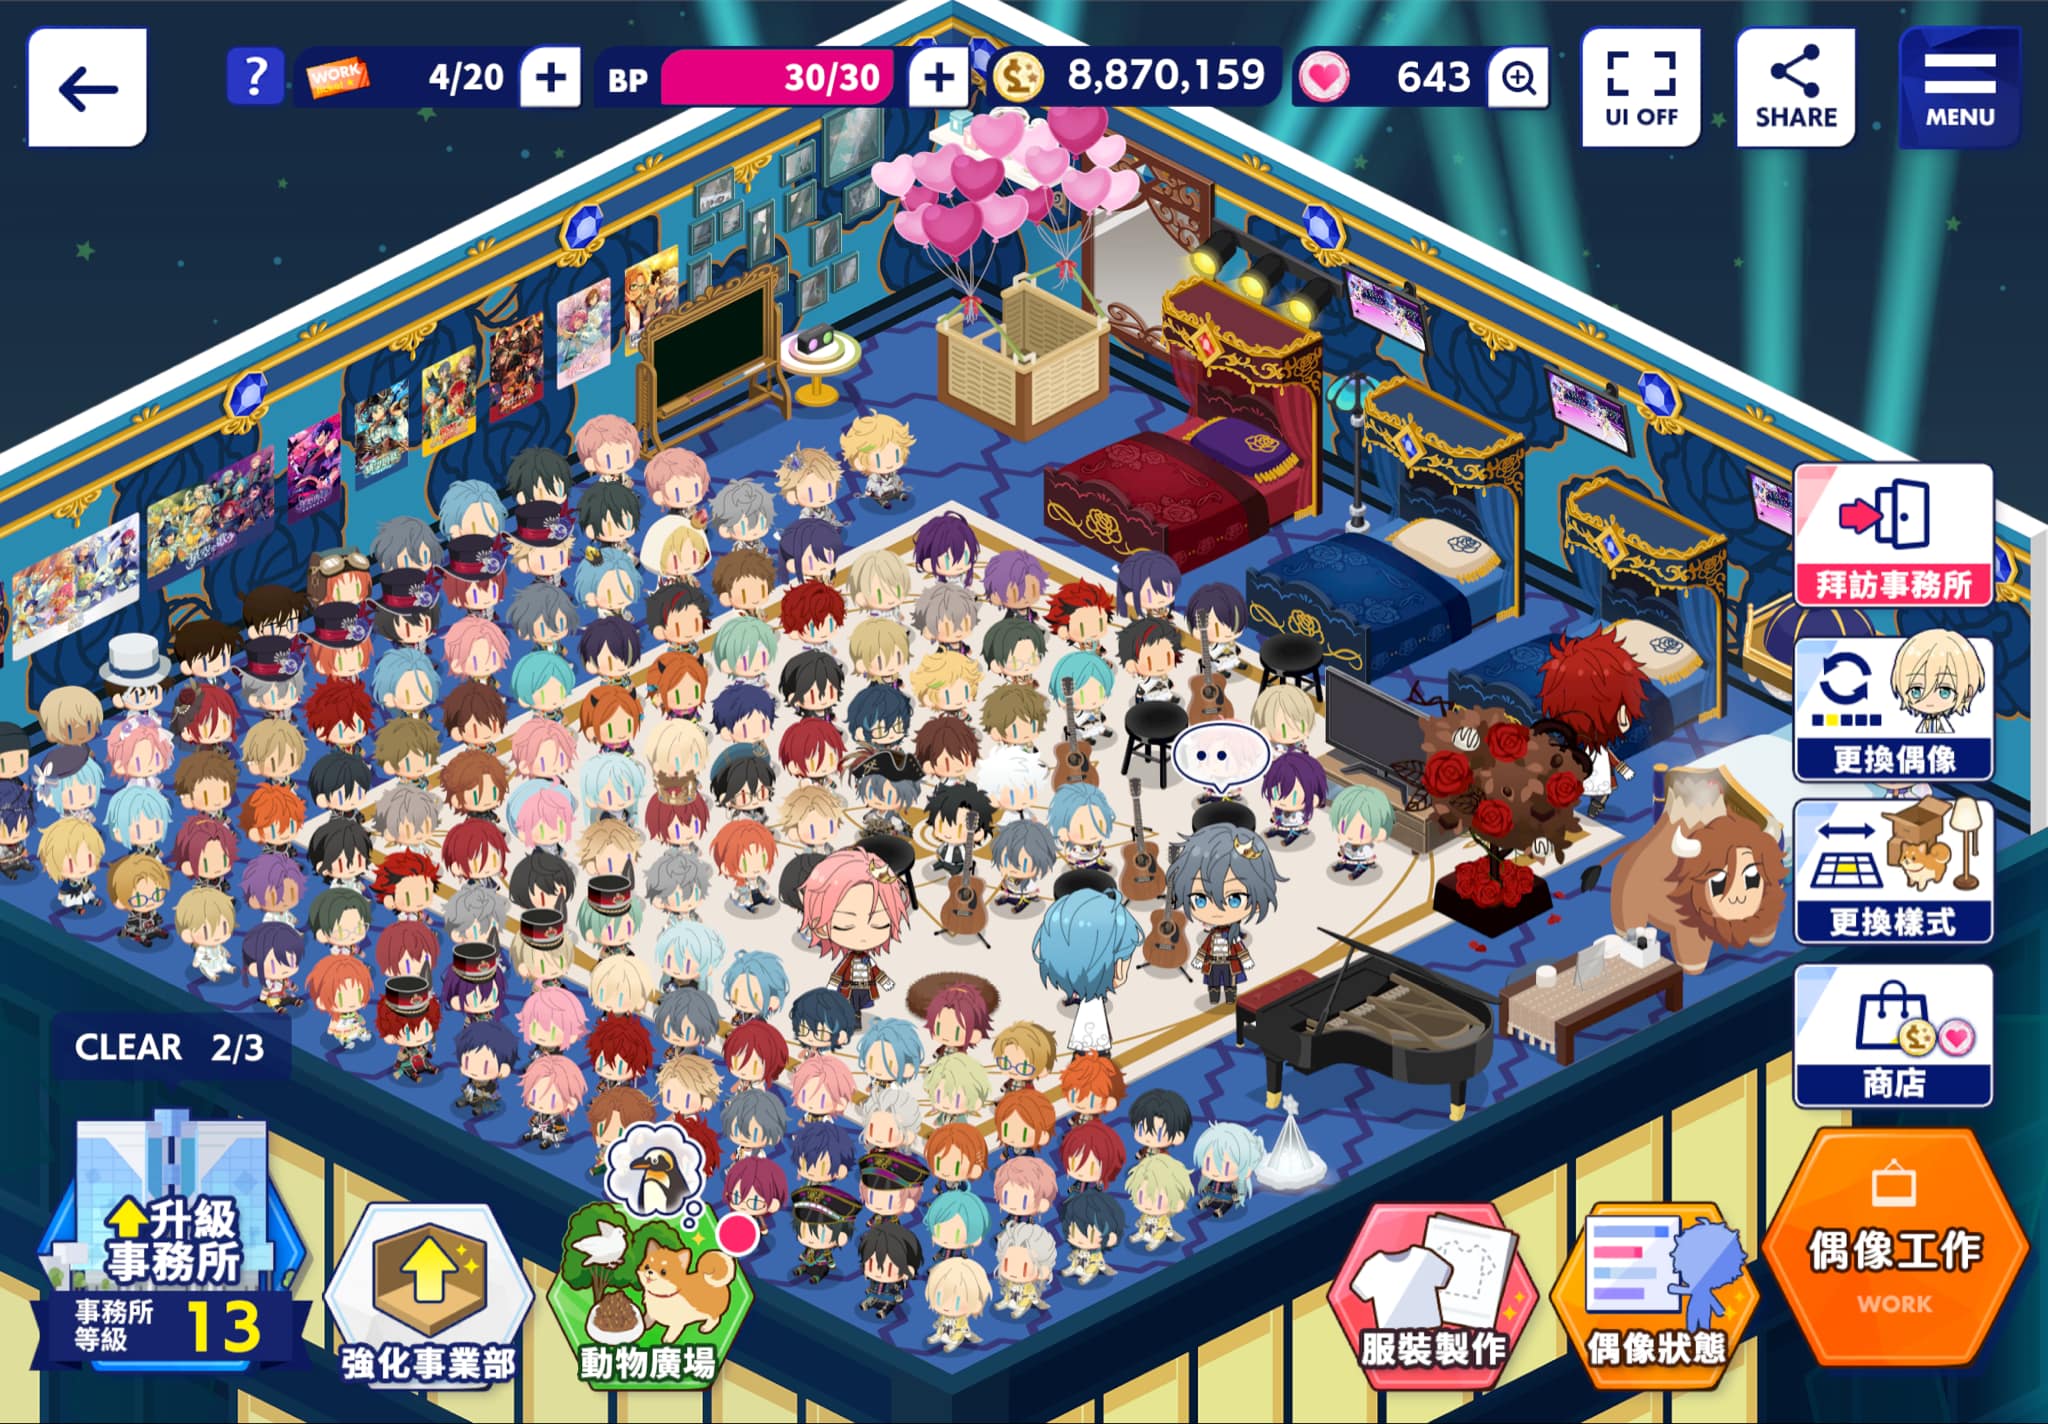 ?
WORK
4/20
+
BP
30/30
+
8,870,159
643
UI OFF
SHARE
MENU
拜訪事務所
更換偶像
更換樣式
商店
CLEAR 2/3
升級
事務所
事務所
等級
13
強化事業部
動物廣場
服裝製作
偶像狀態
偶像工作
WORK